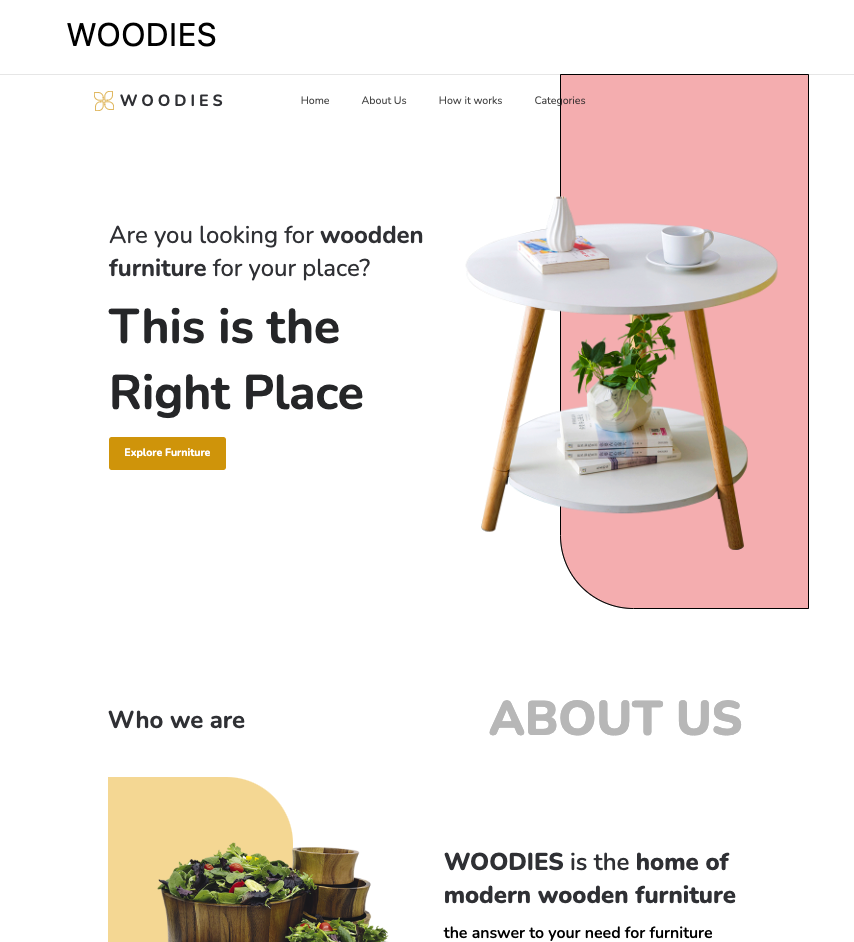 WOODIES
WOODIES
Home About Us How it works Categories
Are you looking for woodden
furniture for your place?
This is the
Right Place
Explore Furniture
Who we are
ABOUT US
WOODIES is the home of
modern wooden furniture
the answer to your need for furniture